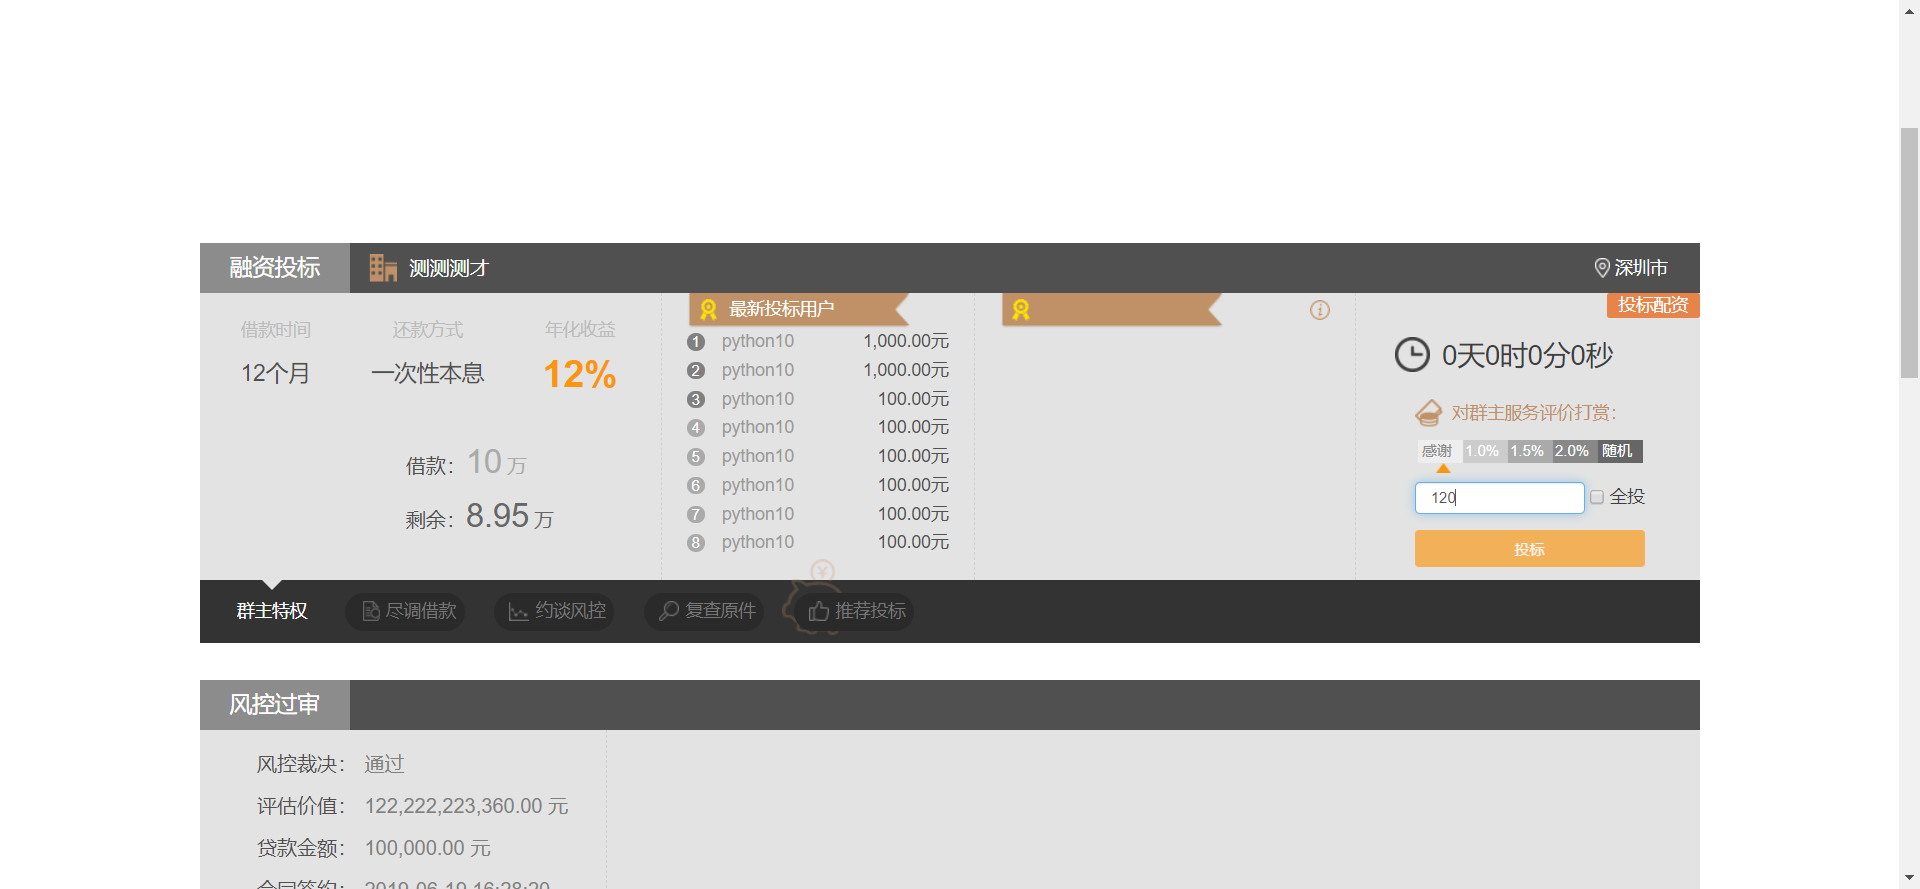 融资投标
测测测才
深圳市
借款时间
还款方式
年化收益
12个月
一次性本息
12%
借款： 10 万
剩余： 8.95 万
最新投标用户
1 python10 1,000.00元
2 python10 1,000.00元
3 python10 100.00元
4 python10 100.00元
5 python10 100.00元
6 python10 100.00元
7 python10 100.00元
8 python10 100.00元
投标配资
0天0时0分0秒
对群主服务评价打赏：
感谢 1.0% 1.5% 2.0% 随机
120
全投
投标
群主特权
尽调借款
约谈风控
复查原件
推荐投标
风控过审
风控裁决： 通过
评估价值： 122,222,223,360.00 元
贷款金额： 100,000.00 元
合同签约： 2019-06-19 16:28:20